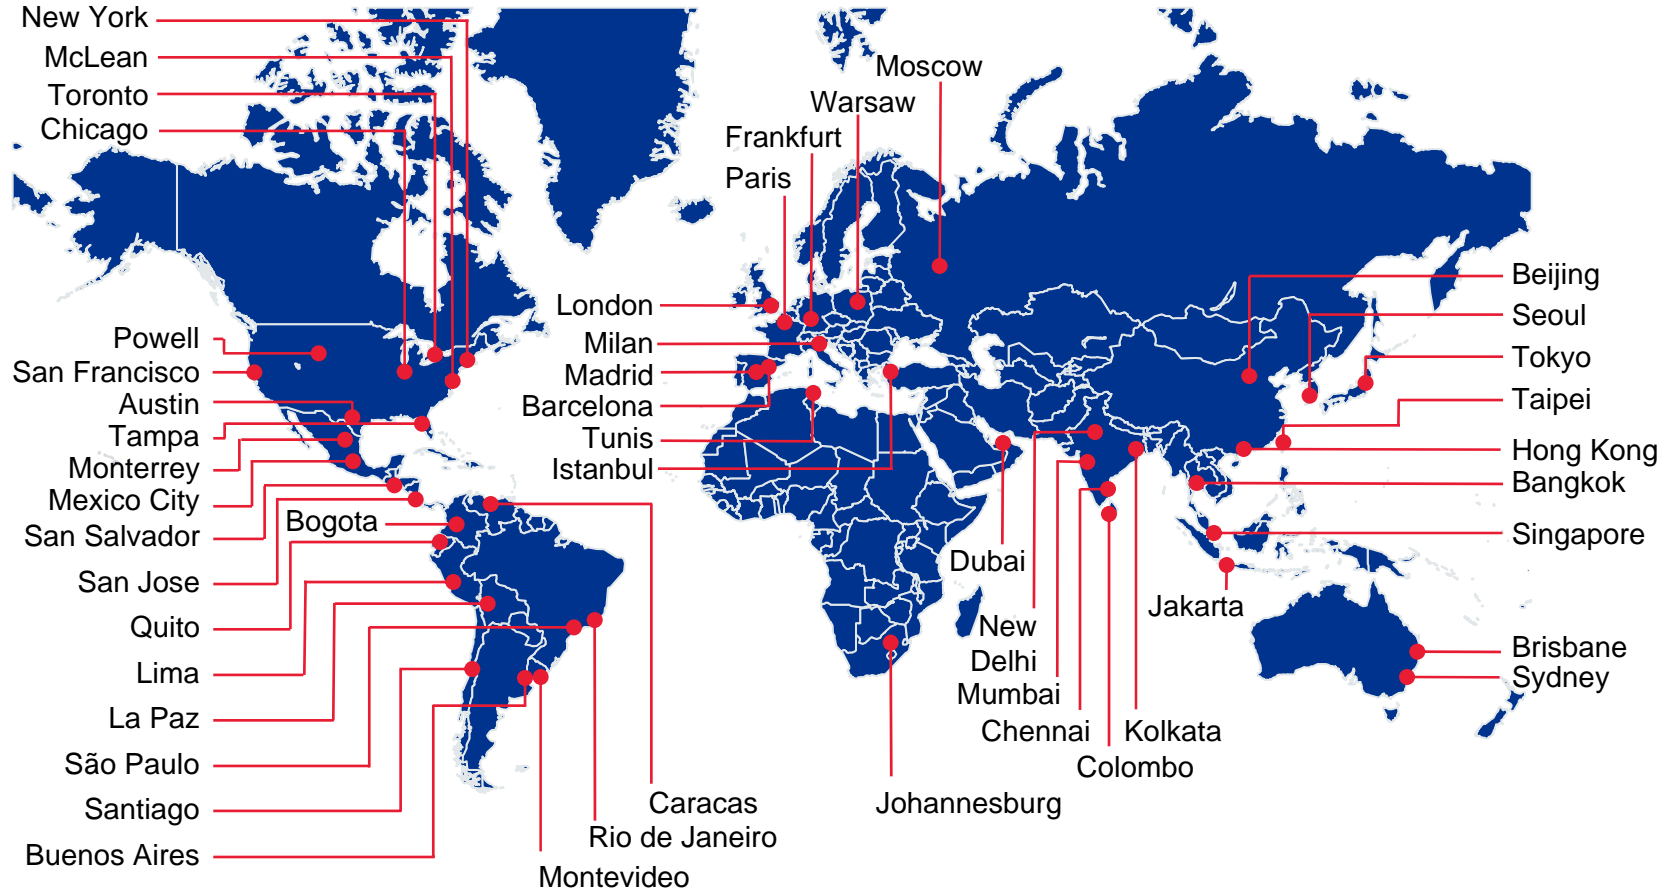 New York
McLean
Toronto
Chicago
Powell
San Francisco
Austin
Tampa
Monterrey
Mexico City
San Salvador
San Jose
Quito
Lima
La Paz
São Paulo
Santiago
Buenos Aires
Bogota
Caracas
Rio de Janeiro
Montevideo
Moscow
Warsaw
Frankfurt
Paris
London
Milan
Madrid
Barcelona
Tunis
Istanbul
Dubai
New
Delhi
Mumbai
Chennai
Kolkata
Colombo
Johannesburg
Beijing
Seoul
Tokyo
Taipei
Hong Kong
Bangkok
Singapore
Jakarta
Brisbane
Sydney